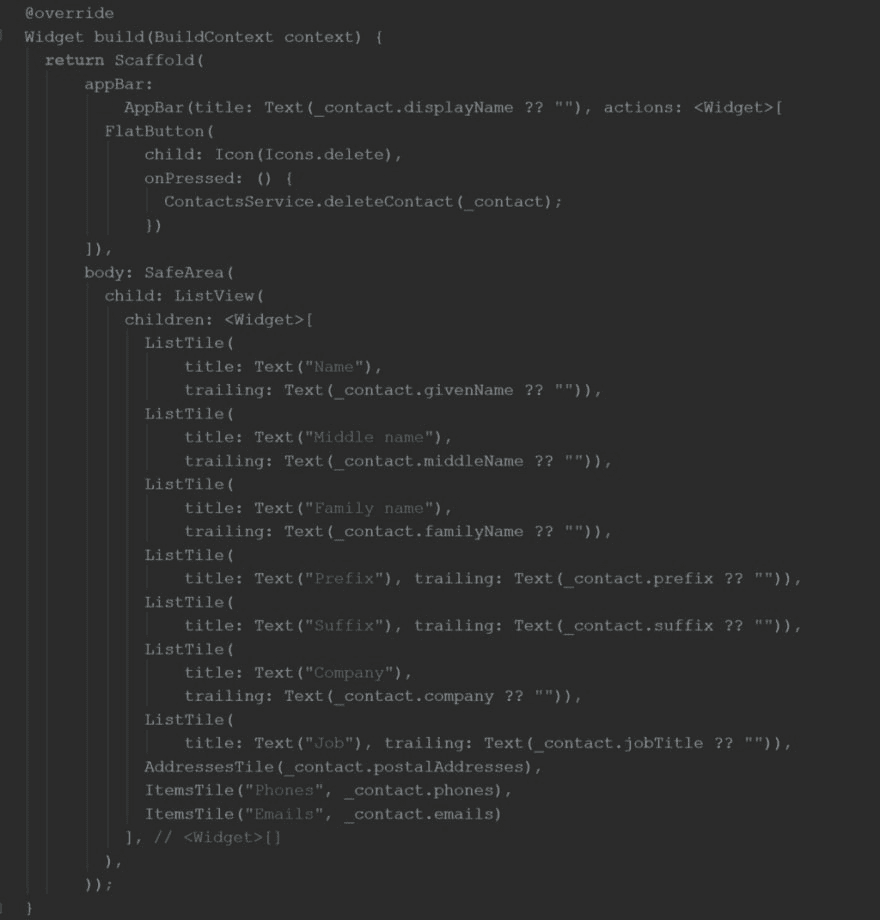 @override
Widget build(BuildContext context) {
  return Scaffold(
      appBar:
          AppBar(title: Text(_contact.displayName ?? ""), actions: <Widget>[
        FlatButton(
            child: Icon(Icons.delete),
            onPressed: () {
              ContactsService.deleteContact(_contact);
            })
      ]),
      body: SafeArea(
        child: ListView(
          children: <Widget>[
            ListTile(
                title: Text("Name"),
                trailing: Text(_contact.givenName ?? "")),
            ListTile(
                title: Text("Middle name"),
                trailing: Text(_contact.middleName ?? "")),
            ListTile(
                title: Text("Family name"),
                trailing: Text(_contact.familyName ?? "")),
            ListTile(
                title: Text("Prefix"), trailing: Text(_contact.prefix ?? "")),
            ListTile(
                title: Text("Suffix"), trailing: Text(_contact.suffix ?? "")),
            ListTile(
                title: Text("Company"),
                trailing: Text(_contact.company ?? "")),
            ListTile(
                title: Text("Job"), trailing: Text(_contact.jobTitle ?? "")),
            AddressesTile(_contact.postalAddresses),
            ItemsTile("Phones", _contact.phones),
            ItemsTile("Emails", _contact.emails)
          ], // <Widget>[]
        ),
      ));
}